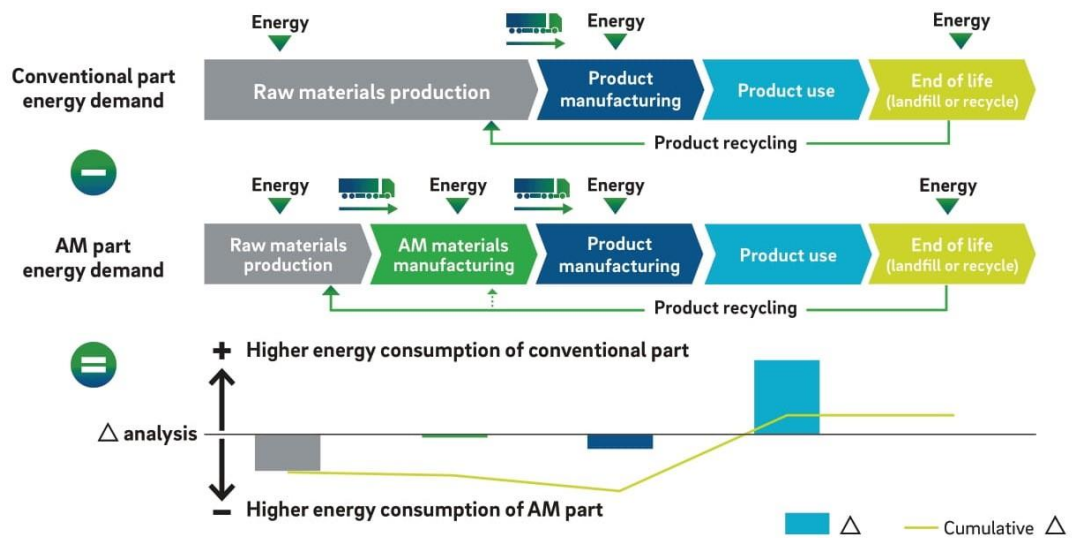 Energy
Energy
Energy
Conventional part
energy demand
Raw materials production
Product
manufacturing
Product use
End of life
(landfill or recycle)
Product recycling
−
Energy
Energy
Energy
Energy
AM part
energy demand
Raw materials
production
AM materials
manufacturing
Product
manufacturing
Product use
End of life
(landfill or recycle)
Product recycling
=
+ Higher energy consumption of conventional part
△ analysis
− Higher energy consumption of AM part
△
Cumulative △